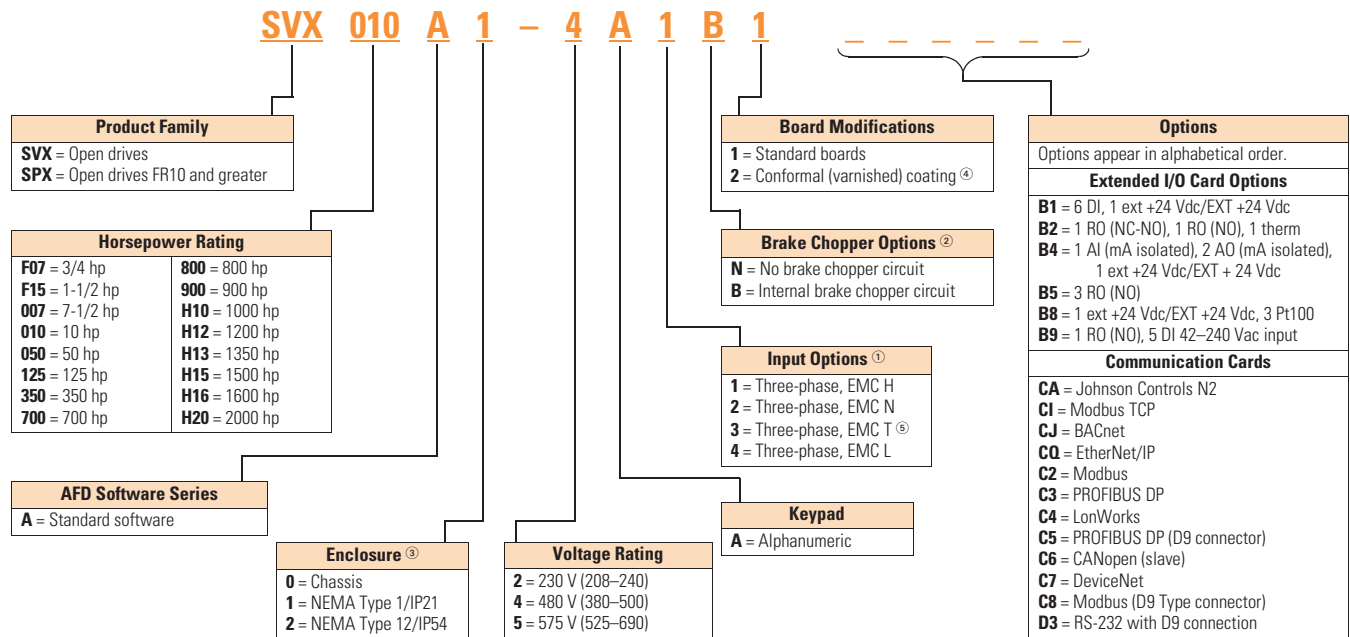 SVX 010 A 1 – 4 A 1 B 1 _ _ _ _ _ _
Product Family
SVX = Open drives
SPX = Open drives FR10 and greater
Horsepower Rating
F07 = 3/4 hp
F15 = 1-1/2 hp
007 = 7-1/2 hp
010 = 10 hp
050 = 50 hp
125 = 125 hp
350 = 350 hp
700 = 700 hp
800 = 800 hp
900 = 900 hp
H10 = 1000 hp
H12 = 1200 hp
H13 = 1350 hp
H15 = 1500 hp
H16 = 1600 hp
H20 = 2000 hp
AFD Software Series
A = Standard software
Enclosure ③
0 = Chassis
1 = NEMA Type 1/IP21
2 = NEMA Type 12/IP54
Voltage Rating
2 = 230 V (208–240)
4 = 480 V (380–500)
5 = 575 V (525–690)
Keypad
A = Alphanumeric
Input Options ①
1 = Three-phase, EMC H
2 = Three-phase, EMC N
3 = Three-phase, EMC T ⑤
4 = Three-phase, EMC L
Brake Chopper Options ②
N = No brake chopper circuit
B = Internal brake chopper circuit
Board Modifications
1 = Standard boards
2 = Conformal (varnished) coating ④
Options
Options appear in alphabetical order.
Extended I/O Card Options
B1 = 6 DI, 1 ext +24 Vdc/EXT +24 Vdc
B2 = 1 RO (NC-NO), 1 RO (NO), 1 therm
B4 = 1 AI (mA isolated), 2 AO (mA isolated),
1 ext +24 Vdc/EXT + 24 Vdc
B5 = 3 RO (NO)
B8 = 1 ext +24 Vdc/EXT +24 Vdc, 3 Pt100
B9 = 1 RO (NO), 5 DI 42–240 Vac input
Communication Cards
CA = Johnson Controls N2
CI = Modbus TCP
CJ = BACnet
CQ = EtherNet/IP
C2 = Modbus
C3 = PROFIBUS DP
C4 = LonWorks
C5 = PROFIBUS DP (D9 connector)
C6 = CANopen (slave)
C7 = DeviceNet
C8 = Modbus (D9 Type connector)
D3 = RS-232 with D9 connection